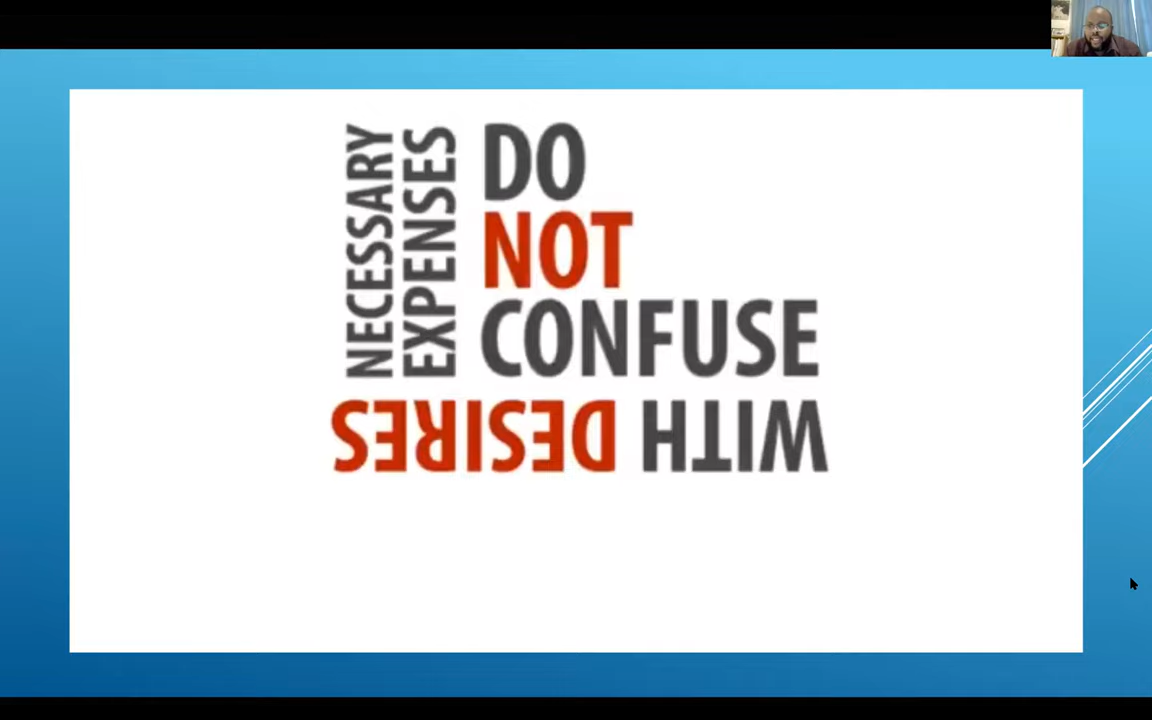 NECESSARY
EXPENSES
DO
NOT
CONFUSE
WITH DESIRES